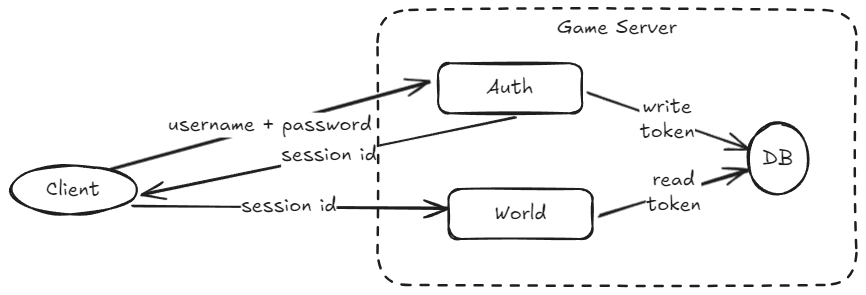 Game Server
Auth
username + password
write
token
session id
DB
Client
read
token
session id
World